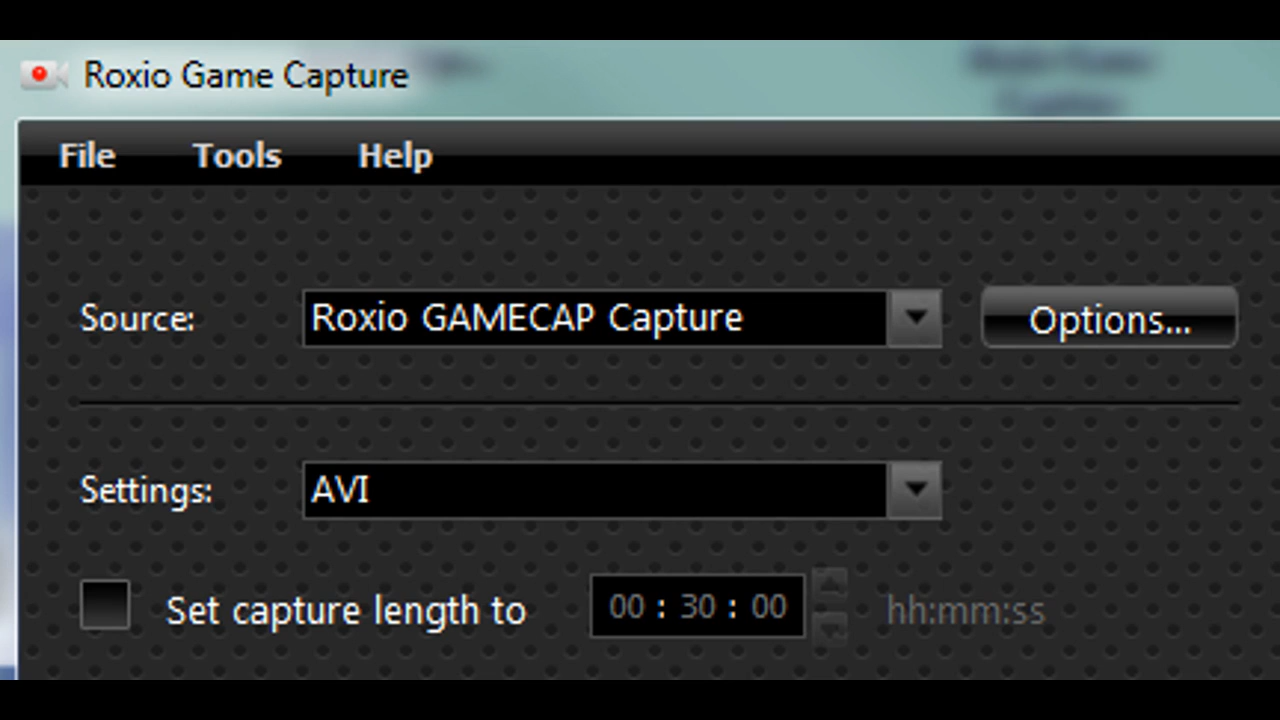 Roxio Game Capture
File Tools Help
Source: Roxio GAMECAP Capture Options...
Settings: AVI
Set capture length to 00 : 30 : 00 hh:mm:ss